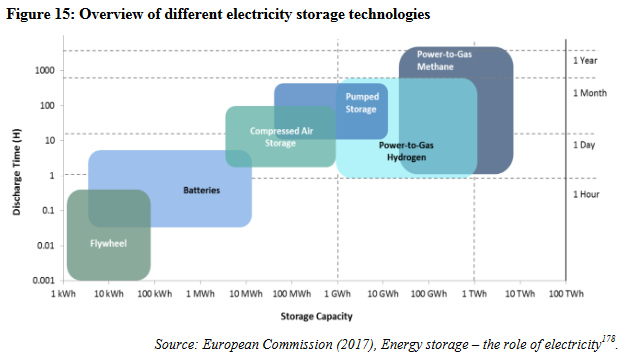 Figure 15: Overview of different electricity storage technologies
Power-to-Gas
Methane
1 Year
1000
1 Month
Pumped
Storage
100
Compressed Air
Storage
10
Power-to-Gas
Hydrogen
1 Day
1
Batteries
1 Hour
0.1
Flywheel
0.01
0.001
Discharge Time (H)
1 kWh 10 kWh 100 kWh 1 MWh 10 MWh 100 MWh 1 GWh 10 GWh 100 GWh 1 TWh 10 TWh 100 TWh
Storage Capacity
Source: European Commission (2017), Energy storage – the role of electricity178.